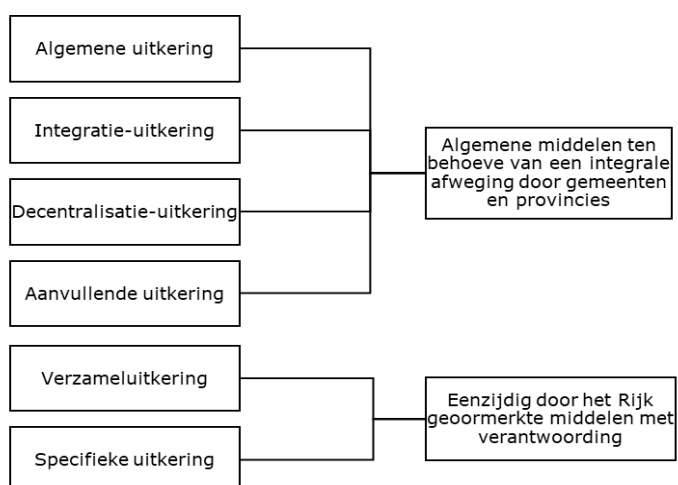 Algemene uitkering
Integratie-uitkering
Decentralisatie-uitkering
Aanvullende uitkering
Algemene middelen ten
behoeve van een integrale
afweging door gemeenten
en provincies
Verzameluitkering
Specifieke uitkering
Eenzijdig door het Rijk
geoormerkte middelen met
verantwoording